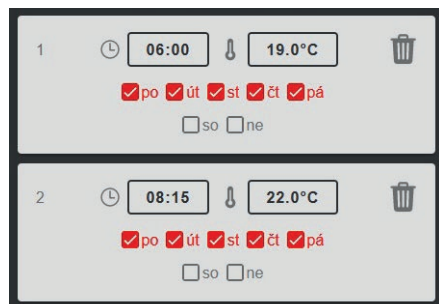 1 06:00 19.0°C
po út st čt pá
so ne
2 08:15 22.0°C
po út st čt pá
so ne